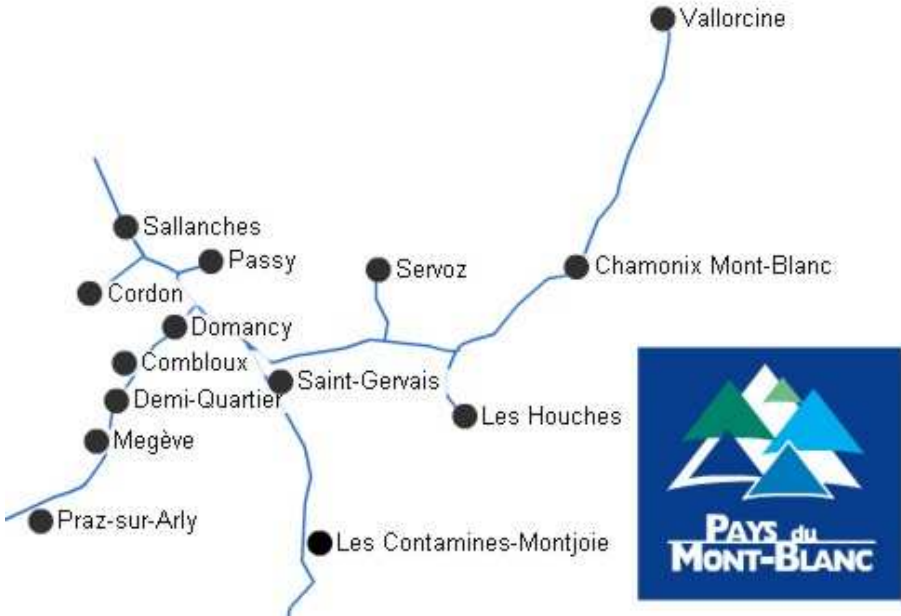 Vallorcine
Sallanches
Passy
Servoz
Chamonix Mont-Blanc
Cordon
Domancy
Combloux
Saint-Gervais
Demi-Quartier
Les Houches
Megève
Praz-sur-Arly
Les Contamines-Montjoie
PAYS du
MONT-BLANC